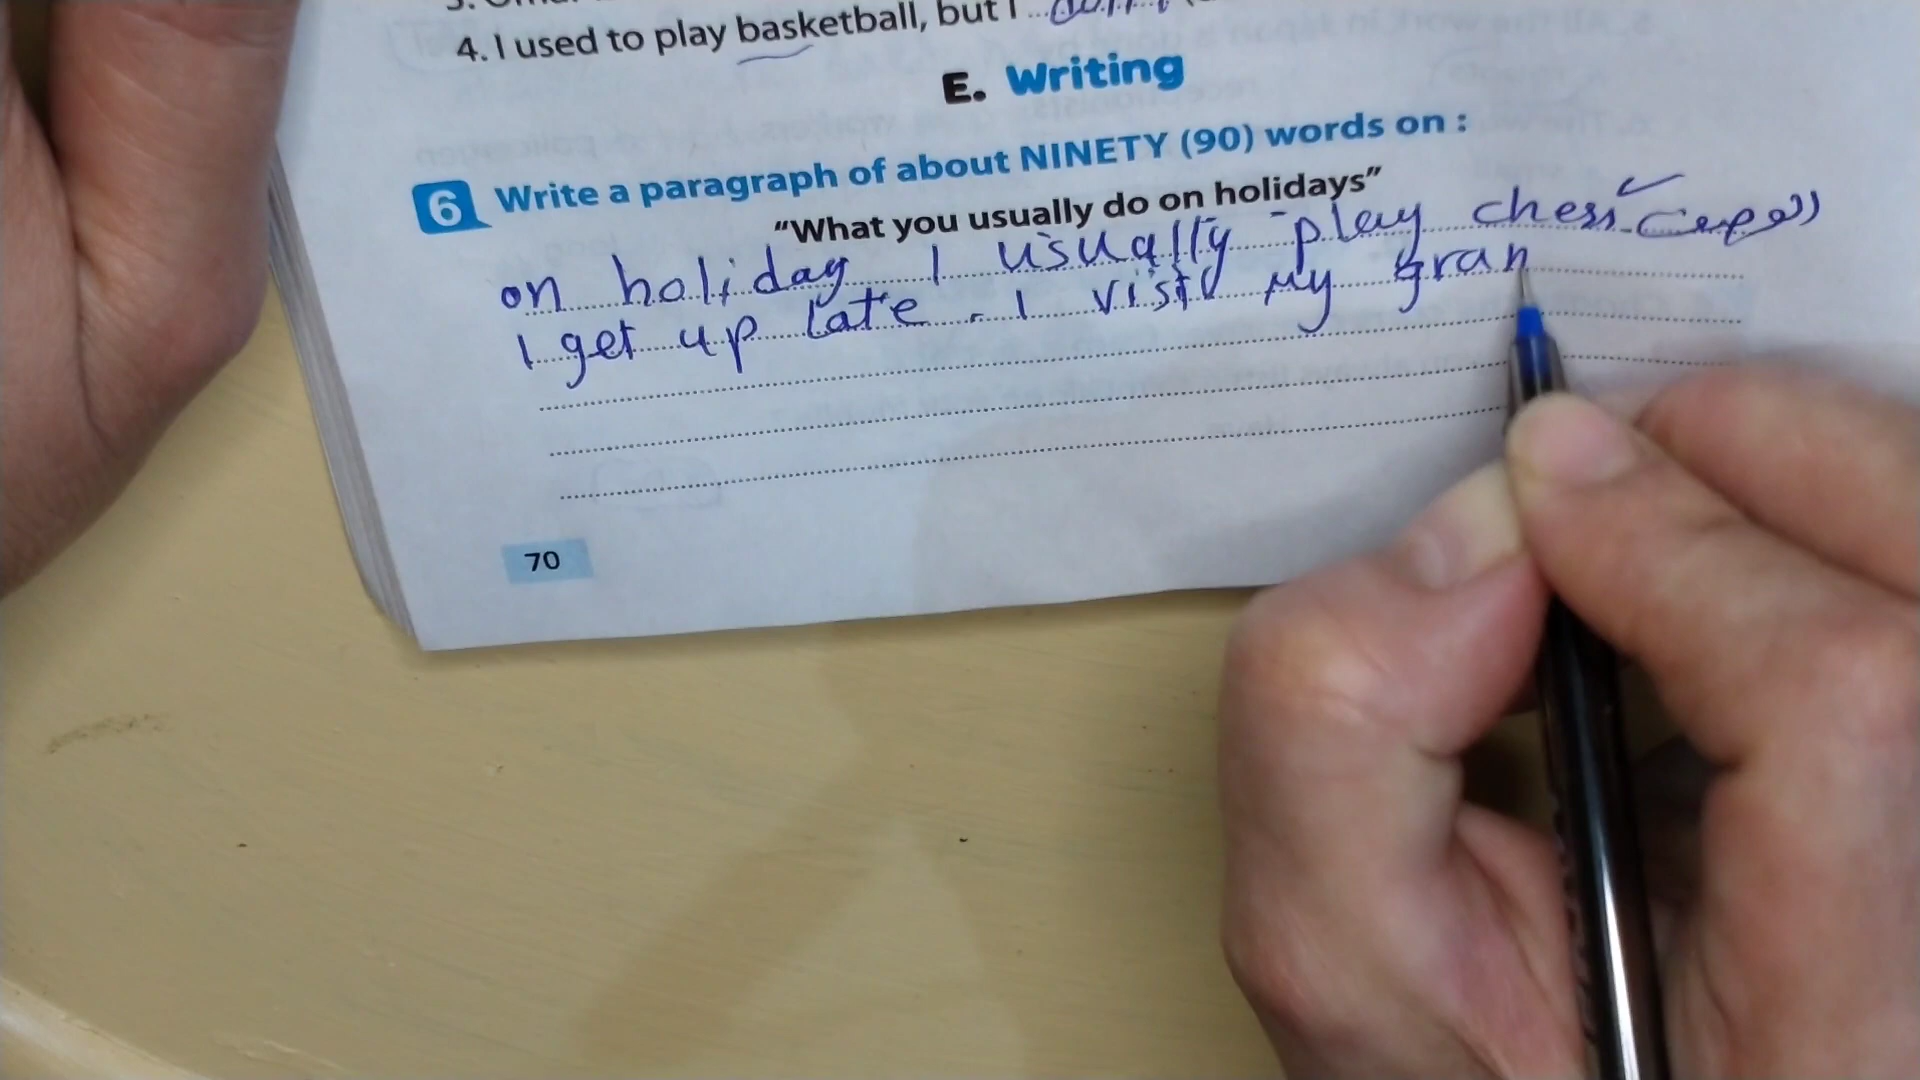 4. I used to play basketball, but I
E. Writing
6 Write a paragraph of about NINETY (90) words on :
"What you usually do on holidays"
on holiday I usually play chess
I get up late . I visit my gran
70